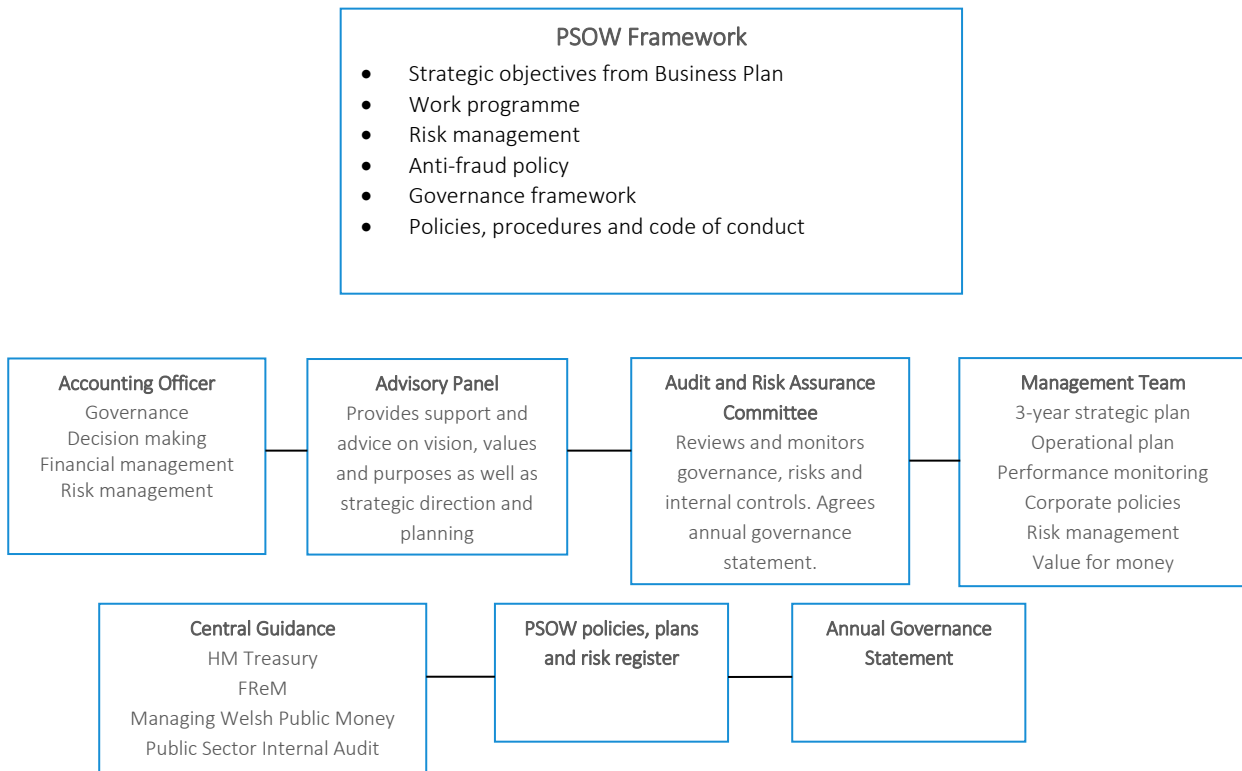 PSOW Framework
• Strategic objectives from Business Plan
• Work programme
• Risk management
• Anti-fraud policy
• Governance framework
• Policies, procedures and code of conduct
Accounting Officer
Governance
Decision making
Financial management
Risk management
Advisory Panel
Provides support and
advice on vision, values
and purposes as well as
strategic direction and
planning
Audit and Risk Assurance
Committee
Reviews and monitors
governance, risks and
internal controls. Agrees
annual governance
statement.
Management Team
3-year strategic plan
Operational plan
Performance monitoring
Corporate policies
Risk management
Value for money
Central Guidance
HM Treasury
FReM
Managing Welsh Public Money
Public Sector Internal Audit
PSOW policies, plans
and risk register
Annual Governance
Statement